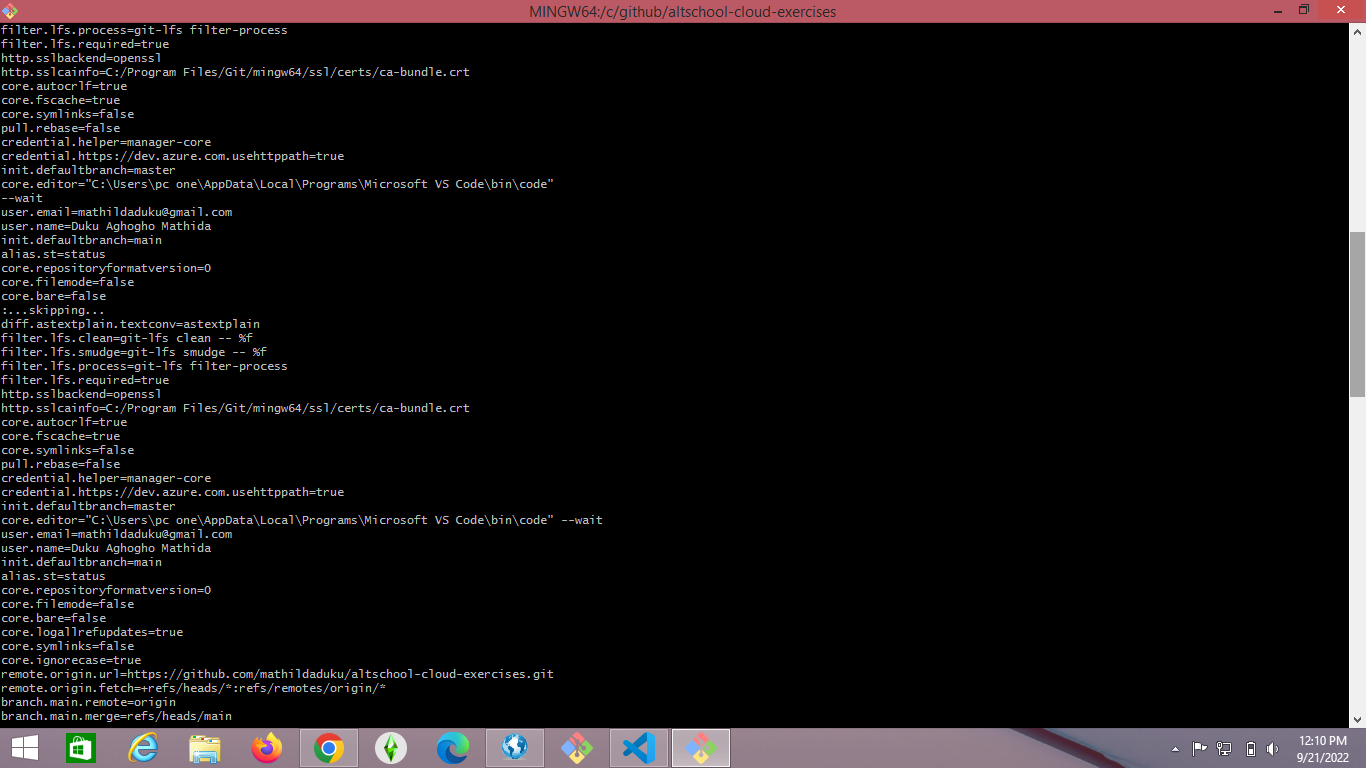 MINGW64:/c/github/altschool-cloud-exercises
filter.lfs.process=git-lfs filter-process
filter.lfs.required=true
http.sslbackend=openssl
http.sslcainfo=C:/Program Files/Git/mingw64/ssl/certs/ca-bundle.crt
core.autocrlf=true
core.fscache=true
core.symlinks=false
pull.rebase=false
credential.helper=manager-core
credential.https://dev.azure.com.usehttppath=true
init.defaultbranch=master
core.editor="C:\Users\pc one\AppData\Local\Programs\Microsoft VS Code\bin\code"
--wait
user.email=mathildaduku@gmail.com
user.name=Duku Aghogho Mathida
init.defaultbranch=main
alias.st=status
core.repositoryformatversion=0
core.filemode=false
core.bare=false
:...skipping...
diff.astextplain.textconv=astextplain
filter.lfs.clean=git-lfs clean -- %f
filter.lfs.smudge=git-lfs smudge -- %f
filter.lfs.process=git-lfs filter-process
filter.lfs.required=true
http.sslbackend=openssl
http.sslcainfo=C:/Program Files/Git/mingw64/ssl/certs/ca-bundle.crt
core.autocrlf=true
core.fscache=true
core.symlinks=false
pull.rebase=false
credential.helper=manager-core
credential.https://dev.azure.com.usehttppath=true
init.defaultbranch=master
core.editor="C:\Users\pc one\AppData\Local\Programs\Microsoft VS Code\bin\code" --wait
user.email=mathildaduku@gmail.com
user.name=Duku Aghogho Mathida
init.defaultbranch=main
alias.st=status
core.repositoryformatversion=0
core.filemode=false
core.bare=false
core.logallrefupdates=true
core.symlinks=false
core.ignorecase=true
remote.origin.url=https://github.com/mathildaduku/altschool-cloud-exercises.git
remote.origin.fetch=+refs/heads/*:refs/remotes/origin/*
branch.main.remote=origin
branch.main.merge=refs/heads/main
12:10 PM
9/21/2022